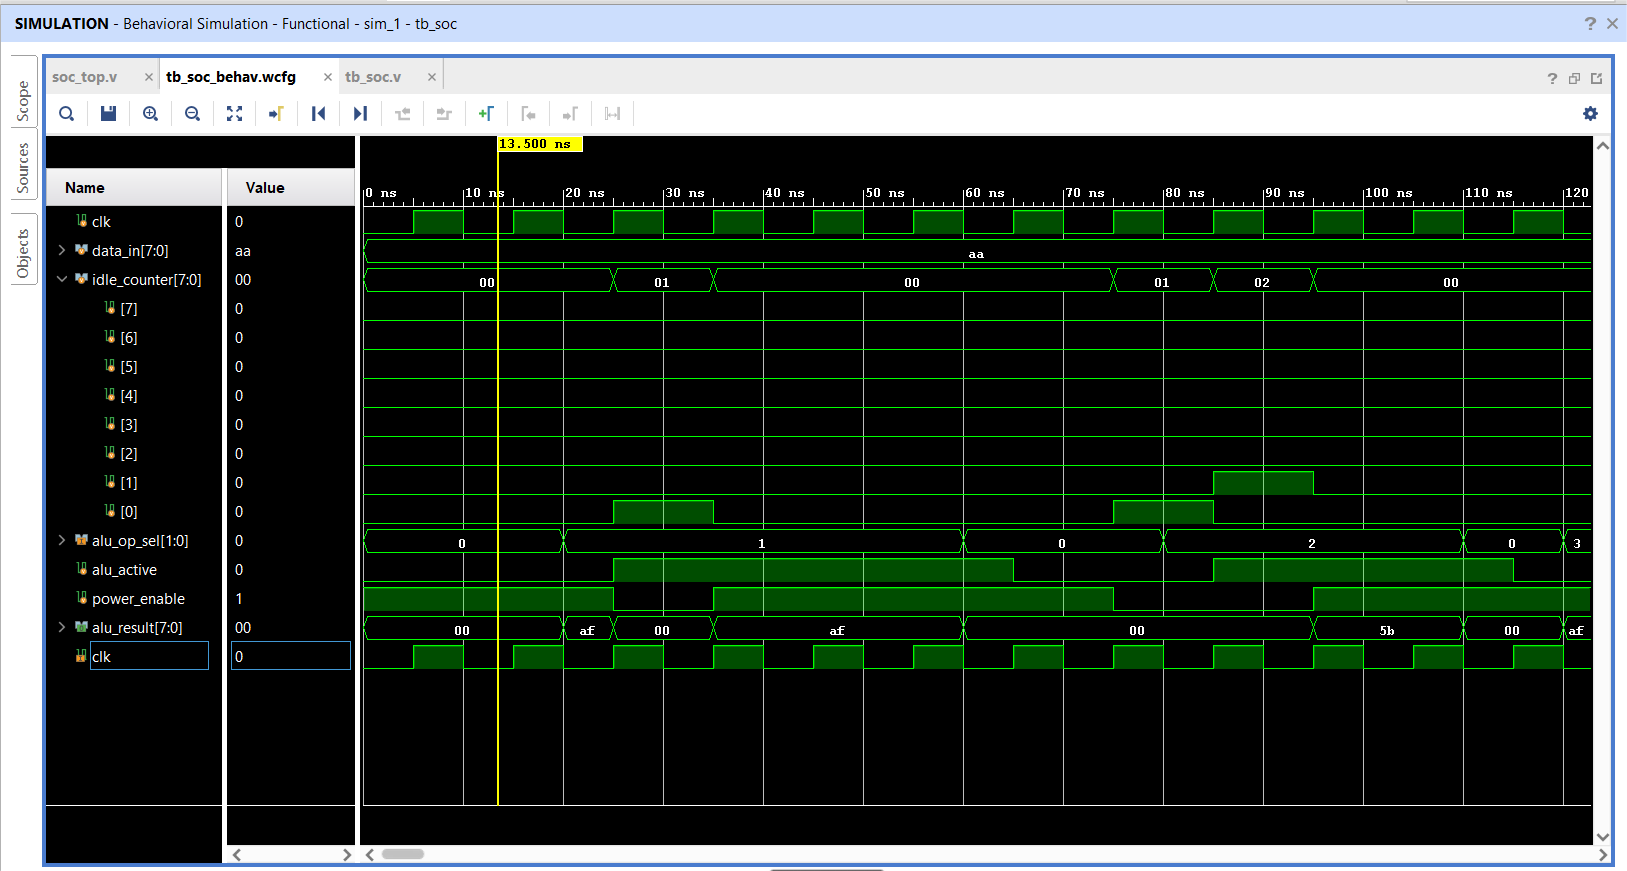 SIMULATION - Behavioral Simulation - Functional - sim_1 - tb_soc
Scope
Sources
Objects
soc_top.v
tb_soc_behav.wcfg
tb_soc.v
13.500 ns
Name Value
0 ns 10 ns 20 ns 30 ns 40 ns 50 ns 60 ns 70 ns 80 ns 90 ns 100 ns 110 ns 120
clk 0
data_in[7:0] aa aa
idle_counter[7:0] 00 00 01 00 01 02 00
[7] 0
[6] 0
[5] 0
[4] 0
[3] 0
[2] 0
[1] 0
[0] 0
alu_op_sel[1:0] 0 0 1 0 2 0 3
alu_active 0
power_enable 1
alu_result[7:0] 00 00 af 00 af 00 5b 00 af
clk 0